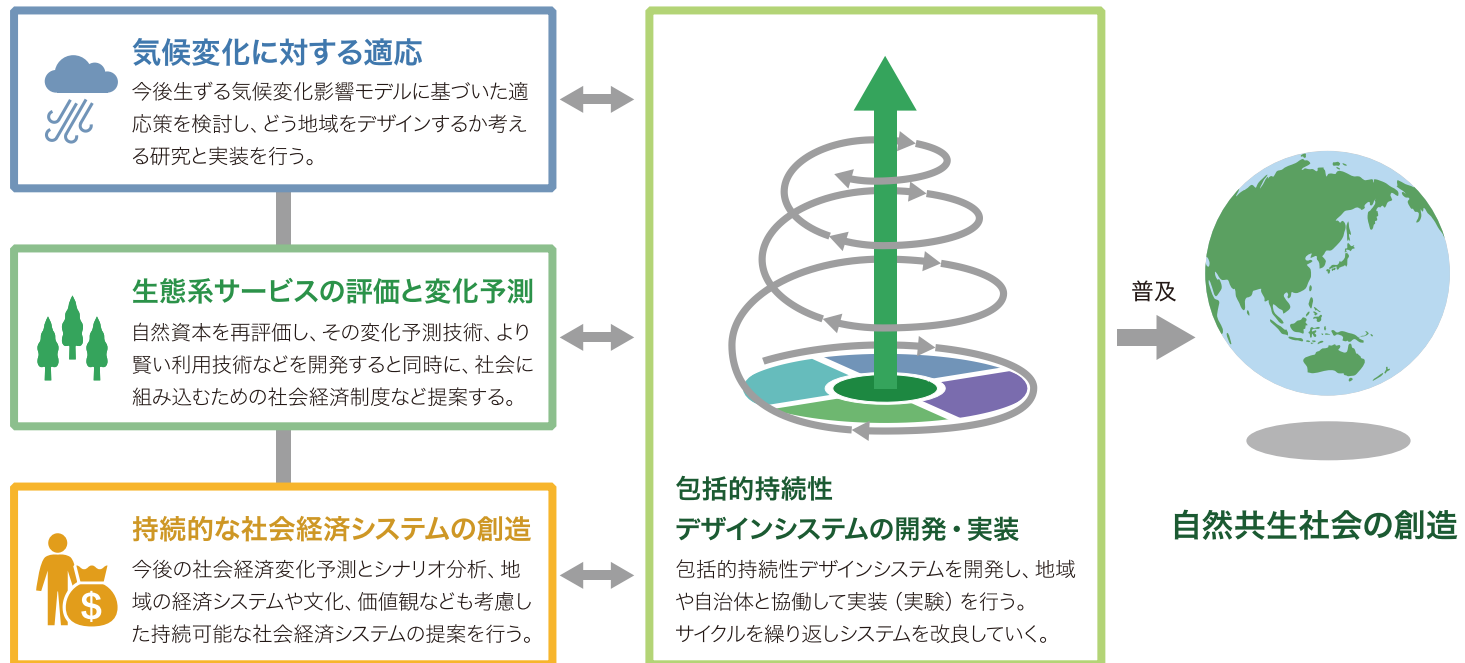 気候変化に対する適応
今後生ずる気候変化影響モデルに基づいた適
応策を検討し、どう地域をデザインするか考え
る研究と実装を行う。
生態系サービスの評価と変化予測
自然資本を再評価し、その変化予測技術、より
賢い利用技術などを開発すると同時に、社会に
組み込むための社会経済制度など提案する。
持続的な社会経済システムの創造
今後の社会経済変化予測とシナリオ分析、地
域の経済システムや文化、価値観なども考慮し
た持続可能な社会経済システムの提案を行う。
$
包括的持続性
デザインシステムの開発・実装
包括的持続性デザインシステムを開発し、地域
や自治体と協働して実装（実験）を行う。
サイクルを繰り返しシステムを改良していく。
普及
自然共生社会の創造